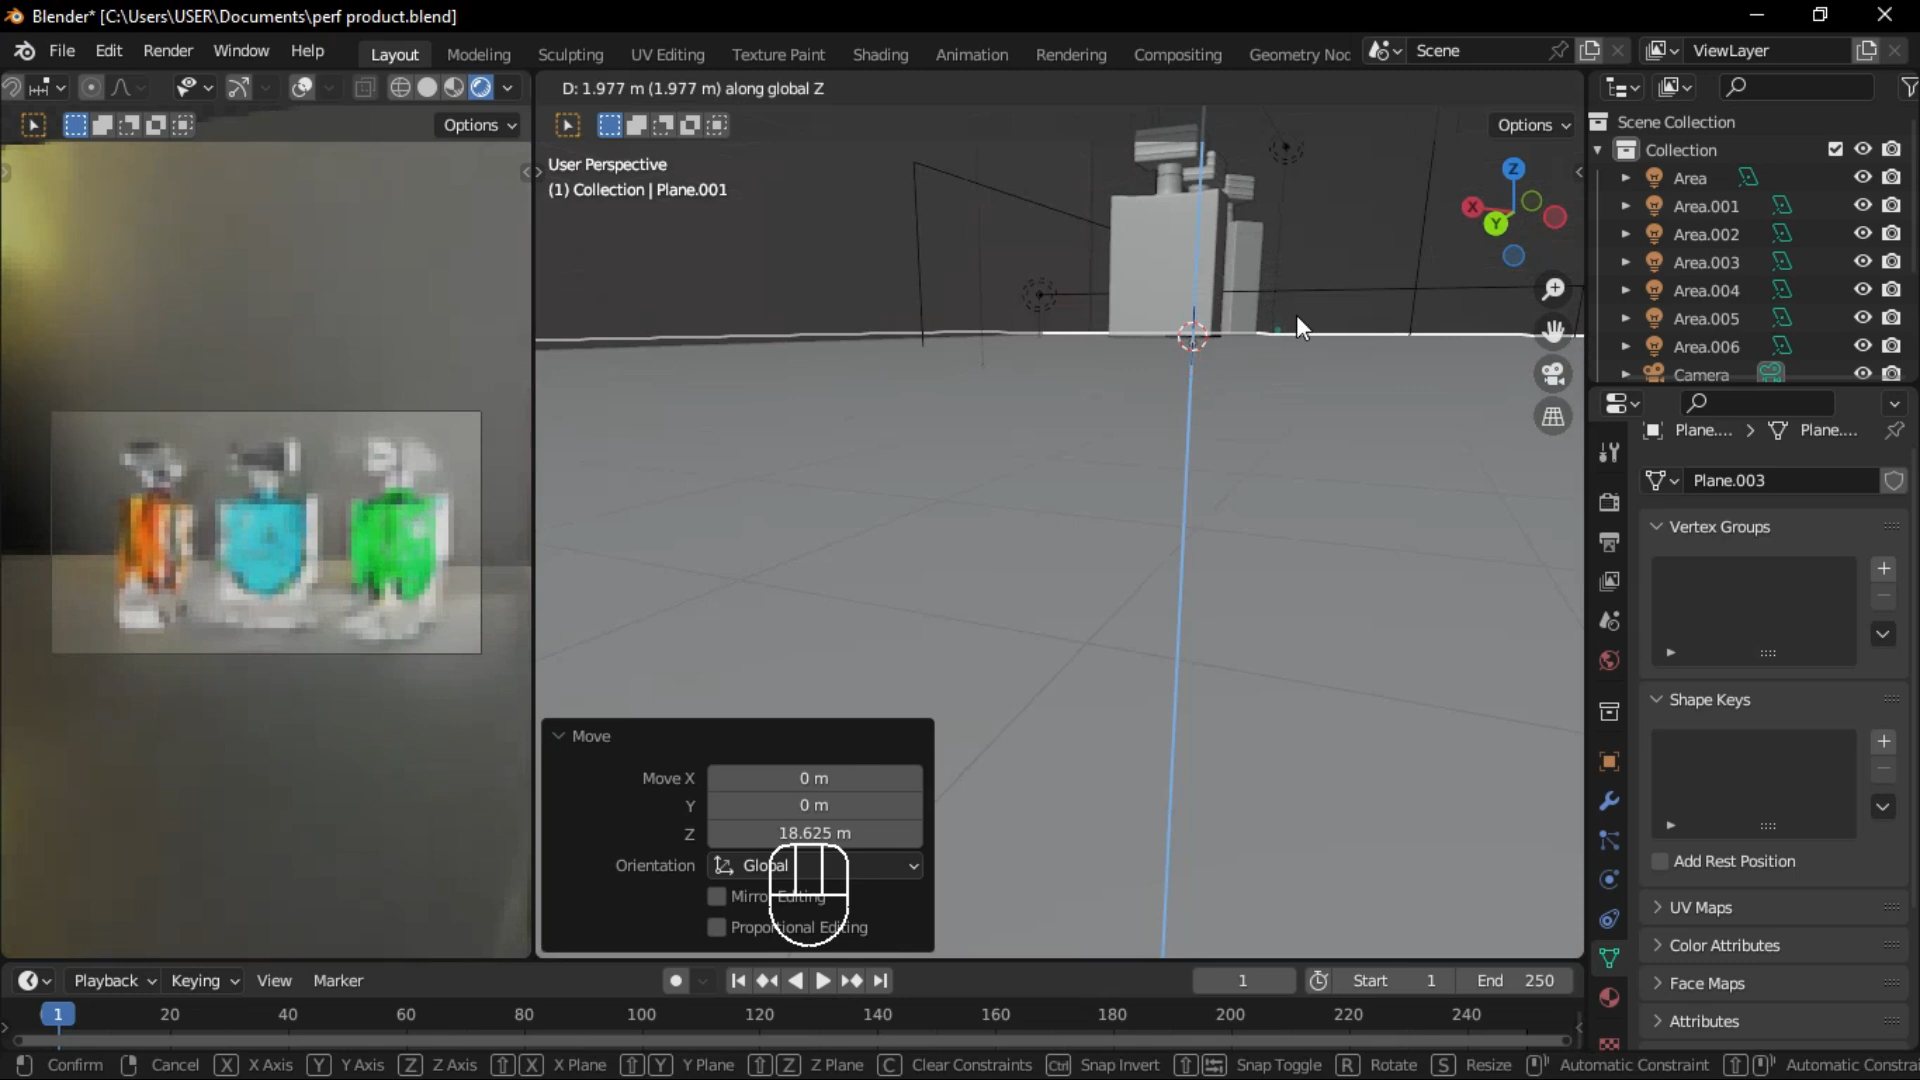 Blender* [C:\Users\USER\Documents\perf product.blend]
File Edit Render Window Help Layout Modeling Sculpting UV Editing Texture Paint Shading Animation Rendering Compositing Geometry Noc Scene ViewLayer
D: 1.977 m (1.977 m) along global Z
Options Options
User Perspective
(1) Collection | Plane.001
Z
X
Y
Scene Collection
Collection
Area
Area.001
Area.002
Area.003
Area.004
Area.005
Area.006
Camera
Plane.... > Plane....
Plane.003
Vertex Groups
Shape Keys
Add Rest Position
UV Maps
Color Attributes
Face Maps
Attributes
Move
Move X 0 m
Y 0 m
Z 18.625 m
Orientation Global
Mirro Editing
Proportional Editing
Playback Keying View Marker 1 Start 1 End 250
1 20 40 60 80 100 120 140 160 180 200 220 240
Confirm Cancel X X Axis Y Y Axis Z Z Axis X X Plane Y Y Plane Z Z Plane C Clear Constraints Ctrl Snap Invert Snap Toggle R Rotate S Resize Automatic Constraint Automatic Constra